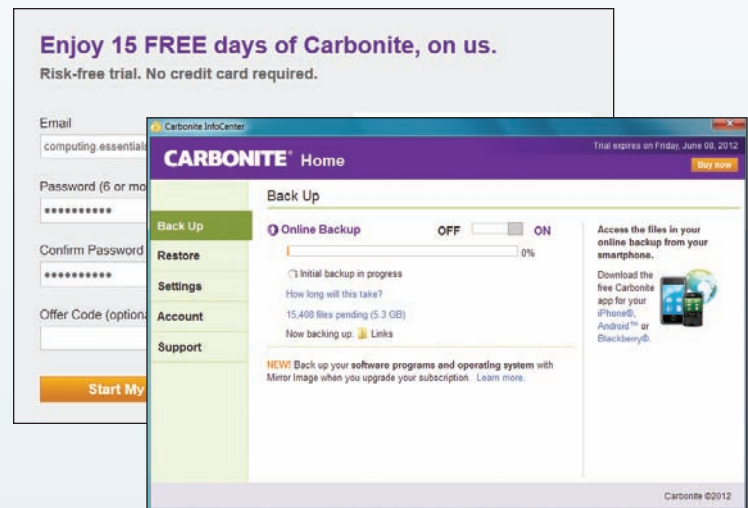 Enjoy 15 FREE days of Carbonite, on us.
Risk-free trial. No credit card required.
Email
computing.essentials
Password (6 or mo
••••••••••
Confirm Password
••••••••••
Offer Code (optiona
Start My
Carbonite InfoCenter
CARBONITE® Home
Trial expires on Friday, June 08, 2012
Buy now
Back Up
Restore
Settings
Account
Support
Back Up
Online Backup OFF ON
0%
Initial backup in progress
How long will this take?
15,408 files pending (5.3 GB)
Now backing up: Links
NEW! Back up your software programs and operating system with
Mirror Image when you upgrade your subscription. Learn more.
Access the files in your
online backup from your
smartphone.
Download the
free Carbonite
app for your
iPhone®,
Android™ or
Blackberry®.
Carbonite ©2012